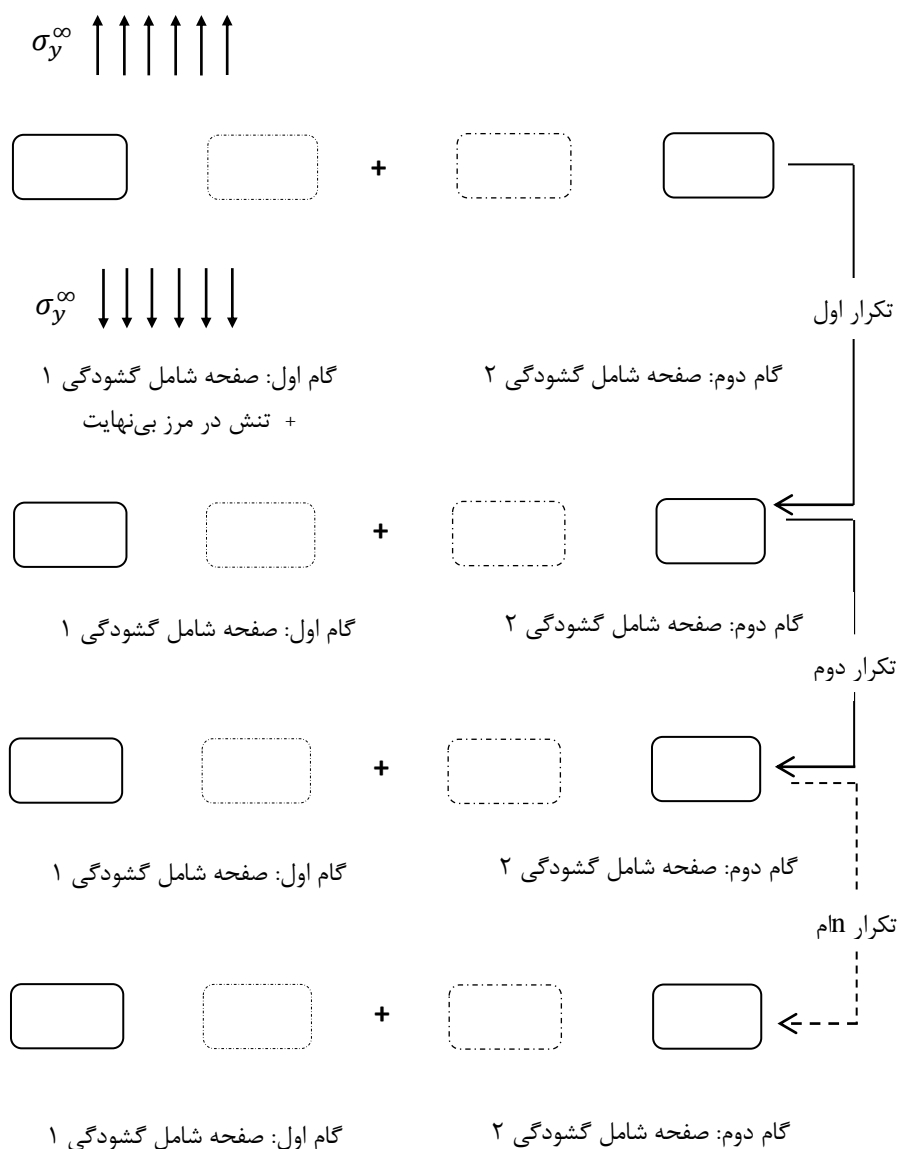 σ_y^∞
+
σ_y^∞
تکرار اول
گام اول: صفحه شامل گشودگی ۱
+ تنش در مرز بی‌نهایت
گام دوم: صفحه شامل گشودگی ۲
+
گام اول: صفحه شامل گشودگی ۱
گام دوم: صفحه شامل گشودگی ۲
تکرار دوم
+
گام اول: صفحه شامل گشودگی ۱
گام دوم: صفحه شامل گشودگی ۲
تکرار nام
+
گام اول: صفحه شامل گشودگی ۱
گام دوم: صفحه شامل گشودگی ۲